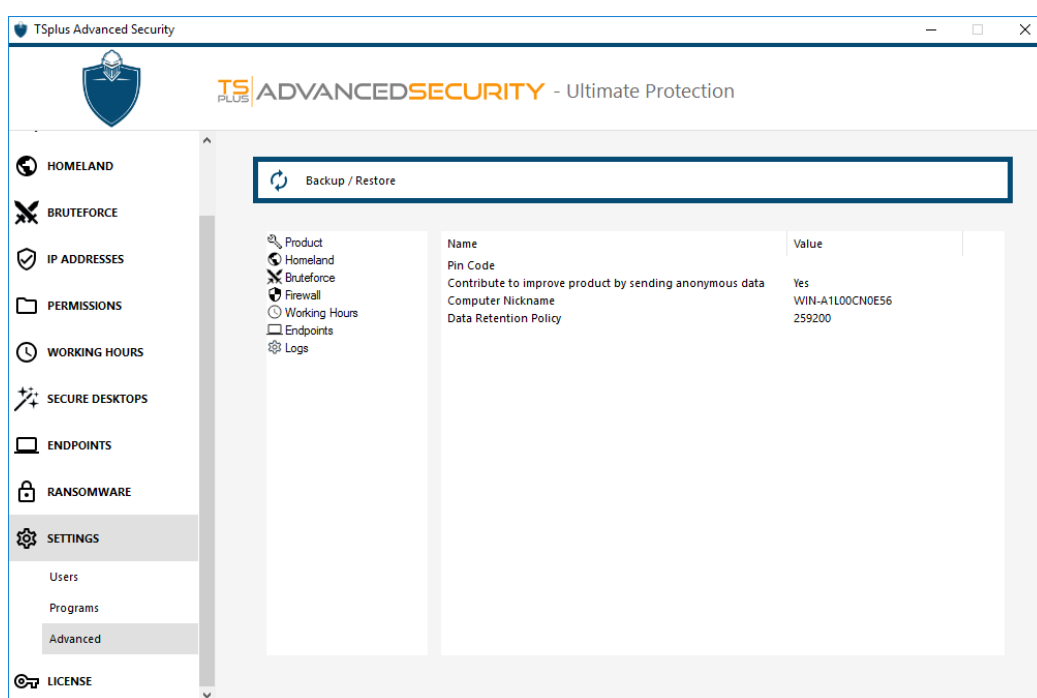 TSplus Advanced Security
TS PLUS ADVANCEDSECURITY - Ultimate Protection
HOMELAND
BRUTEFORCE
IP ADDRESSES
PERMISSIONS
WORKING HOURS
SECURE DESKTOPS
ENDPOINTS
RANSOMWARE
SETTINGS
Users
Programs
Advanced
LICENSE
Backup / Restore
Product
Homeland
Bruteforce
Firewall
Working Hours
Endpoints
Logs
Name Value
Pin Code
Contribute to improve product by sending anonymous data Yes
Computer Nickname WIN-A1L00CN0E56
Data Retention Policy 259200